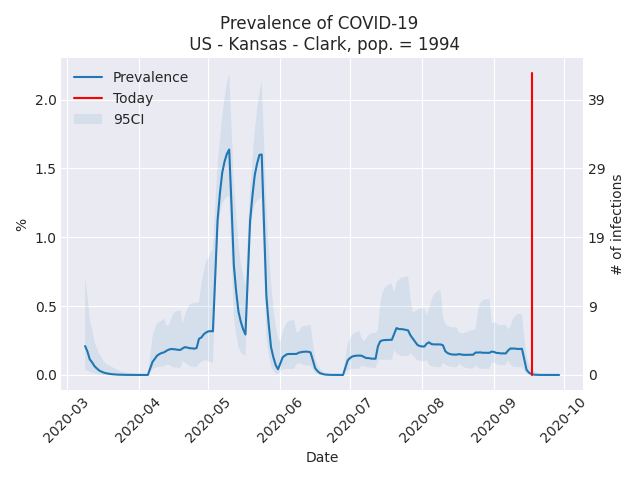 Prevalence of COVID-19
US - Kansas - Clark, pop. = 1994
Prevalence
Today
95CI
2.0
1.5
1.0
0.5
0.0
%
39
29
19
9
0
# of infections
2020-03
2020-04
2020-05
2020-06
2020-07
2020-08
2020-09
2020-10
Date